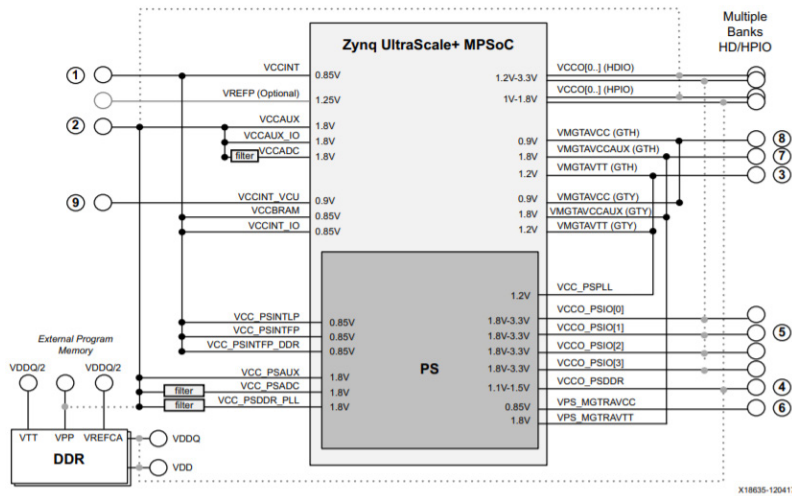 Multiple
Banks
HD/HPIO
Zynq UltraScale+ MPSoC
1
VCCINT
0.85V
VREFP (Optional)
1.25V
2
VCCAUX
1.8V
VCCAUX_IO
1.8V
filter
VCCADC
1.8V
9
VCCINT_VCU
0.9V
VCCBRAM
0.85V
VCCINT_IO
0.85V
1.2V-3.3V
VCCO[0..] (HDIO)
1V-1.8V
VCCO[0..] (HPIO)
0.9V
VMGTAVCC (GTH)
8
1.8V
VMGTAVCCAUX (GTH)
7
1.2V
VMGTAVTT (GTH)
3
0.9V
VMGTAVCC (GTY)
1.8V
VMGTAVCCAUX (GTY)
1.2V
VMGTAVTT (GTY)
PS
VCC_PSINTLP
0.85V
VCC_PSINTFP
0.85V
VCC_PSINTFP_DDR
0.85V
VCC_PSAUX
1.8V
filter
VCC_PSADC
1.8V
filter
VCC_PSDDR_PLL
1.8V
1.2V
VCC_PSPLL
1.8V-3.3V
VCCO_PSIO[0]
1.8V-3.3V
VCCO_PSIO[1]
5
1.8V-3.3V
VCCO_PSIO[2]
1.8V-3.3V
VCCO_PSIO[3]
1.1V-1.5V
VCCO_PSDDR
4
0.85V
VPS_MGTRAVCC
6
1.8V
VPS_MGTRAVTT
External Program
Memory
VDDQ/2
VPP
VDDQ/2
VTT
VPP
VREFCA
DDR
VDDQ
VDD
X18635-120417